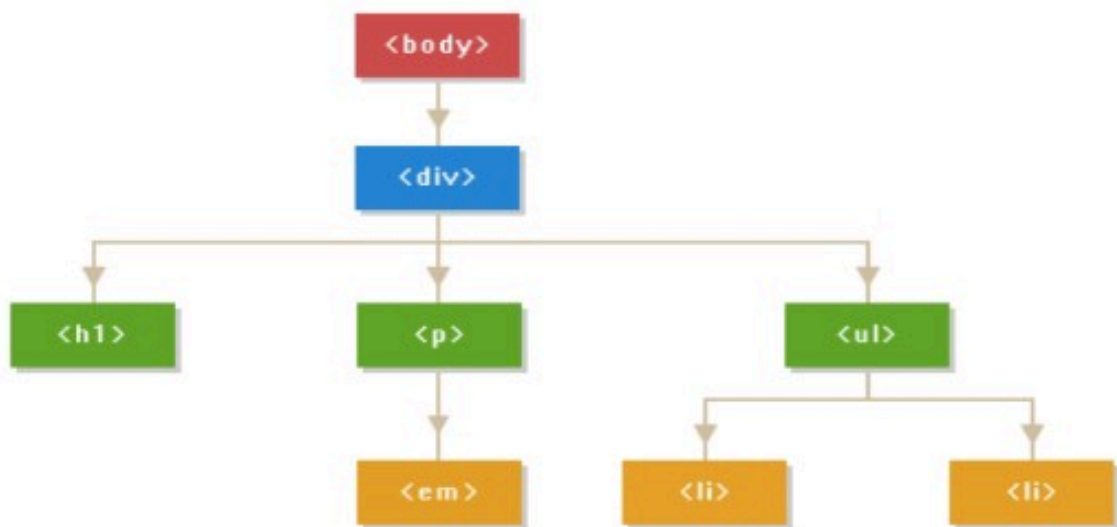 <body>
<div>
<h1>
<p>
<ul>
<em>
<li>
<li>